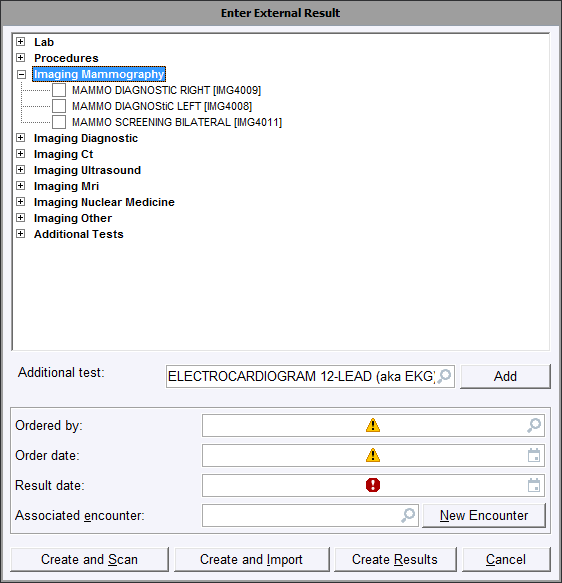 Enter External Result
Lab
Procedures
Imaging Mammography
MAMMO DIAGNOSTIC RIGHT [IMG4009]
MAMMO DIAGNOStiC LEFT [IMG4008]
MAMMO SCREENING BILATERAL [IMG4011]
Imaging Diagnostic
Imaging Ct
Imaging Ultrasound
Imaging Mri
Imaging Nuclear Medicine
Imaging Other
Additional Tests
Additional test: ELECTROCARDIOGRAM 12-LEAD (aka EKG) Add
Ordered by:
Order date:
Result date:
Associated encounter: New Encounter
Create and Scan Create and Import Create Results Cancel